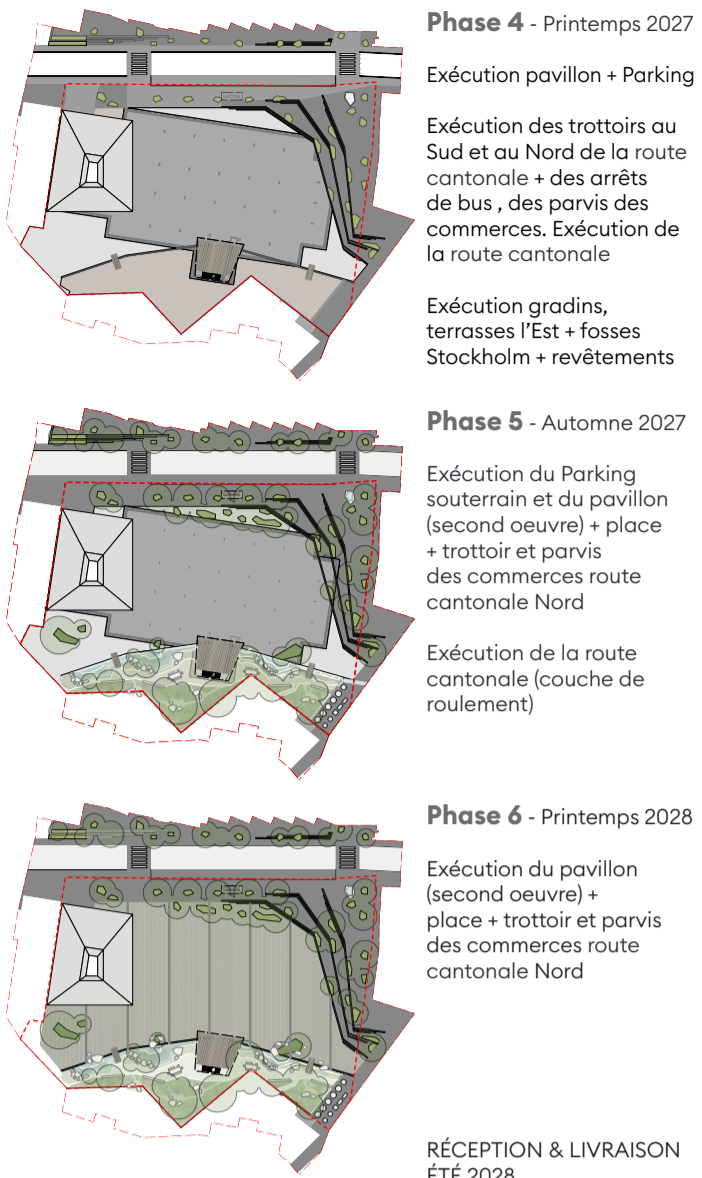 Phase 4 - Printemps 2027
Exécution pavillon + Parking
Exécution des trottoirs au
Sud et au Nord de la route
cantonale + des arrêts
de bus , des parvis des
commerces. Exécution de
la route cantonale
Exécution gradins,
terrasses l'Est + fosses
Stockholm + revêtements
Phase 5 - Automne 2027
Exécution du Parking
souterrain et du pavillon
(second oeuvre) + place
+ trottoir et parvis
des commerces route
cantonale Nord
Exécution de la route
cantonale (couche de
roulement)
Phase 6 - Printemps 2028
Exécution du pavillon
(second oeuvre) +
place + trottoir et parvis
des commerces route
cantonale Nord
RÉCEPTION & LIVRAISON
ÉTÉ 2028